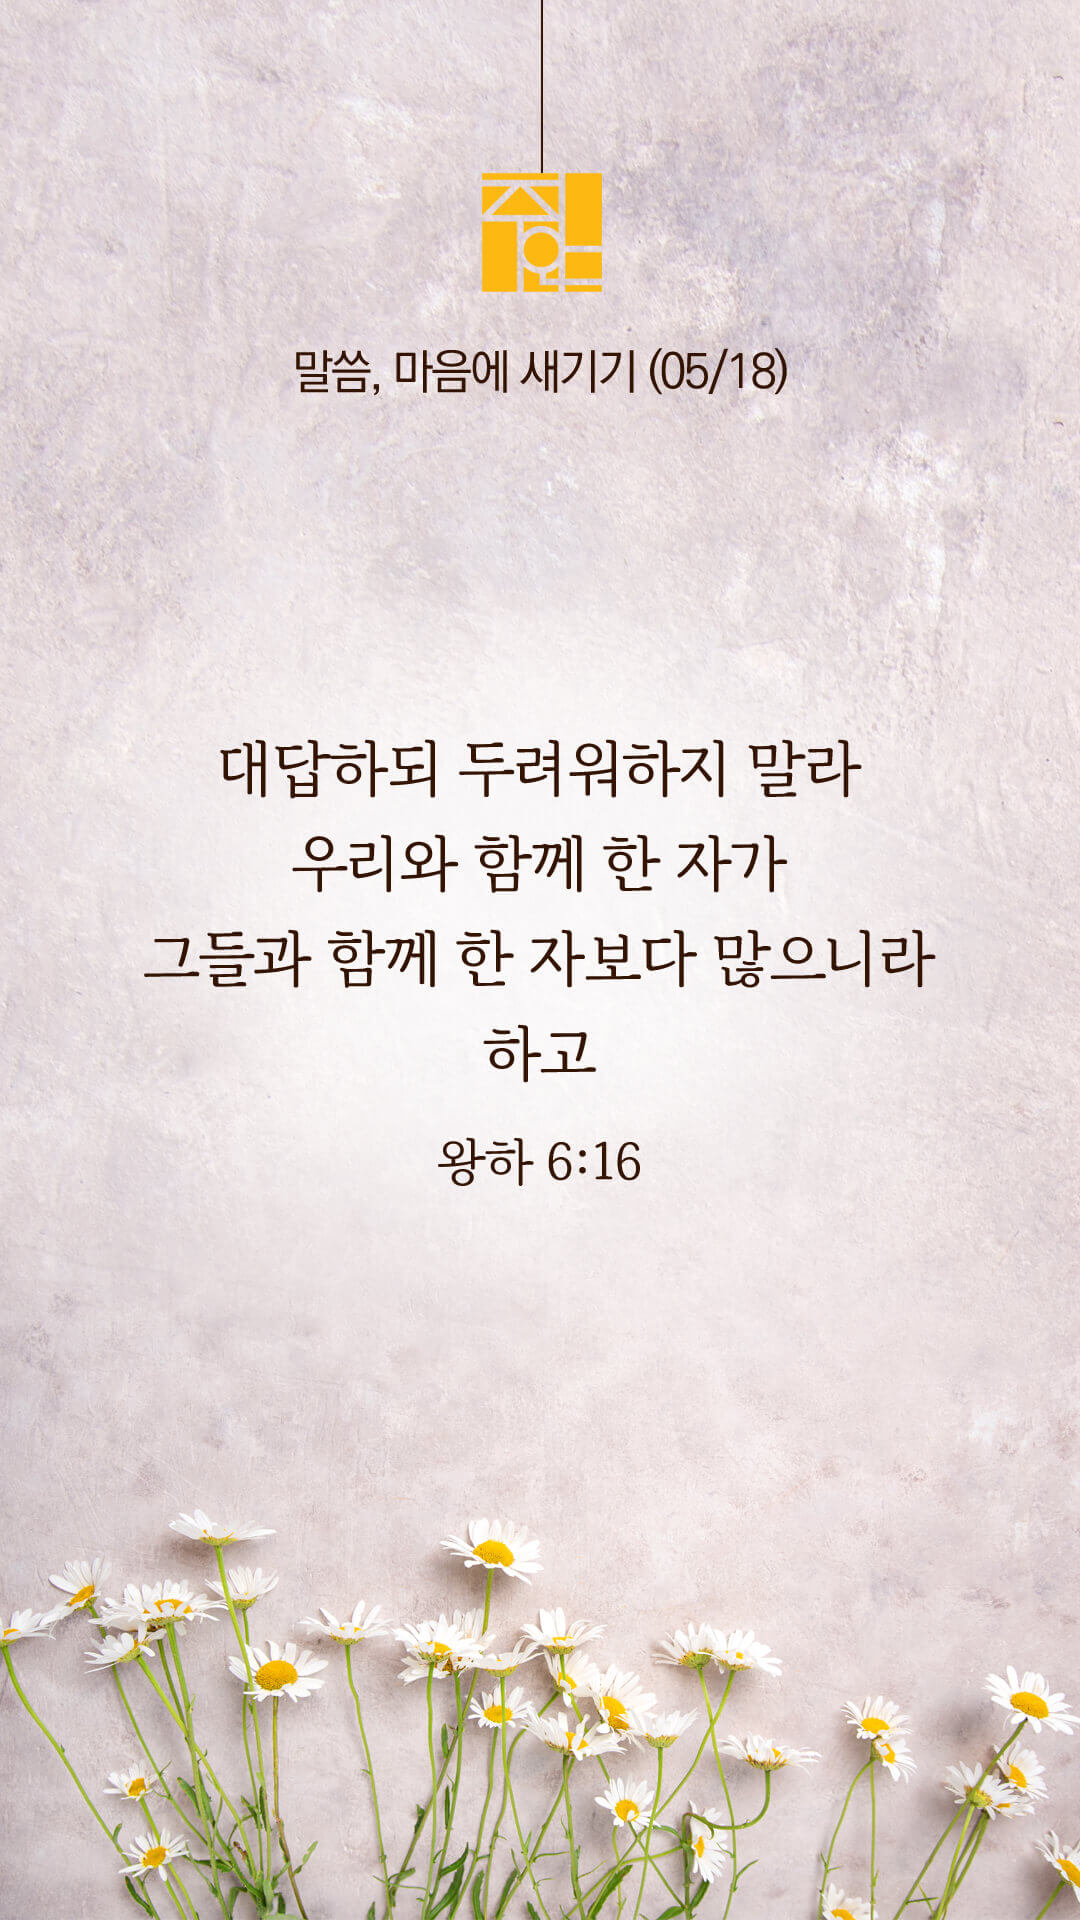 말씀, 마음에 새기기 (05/18)
대답하되 두려워하지 말라
우리와 함께 한 자가
그들과 함께 한 자보다 많으니라
하고
왕하 6:16